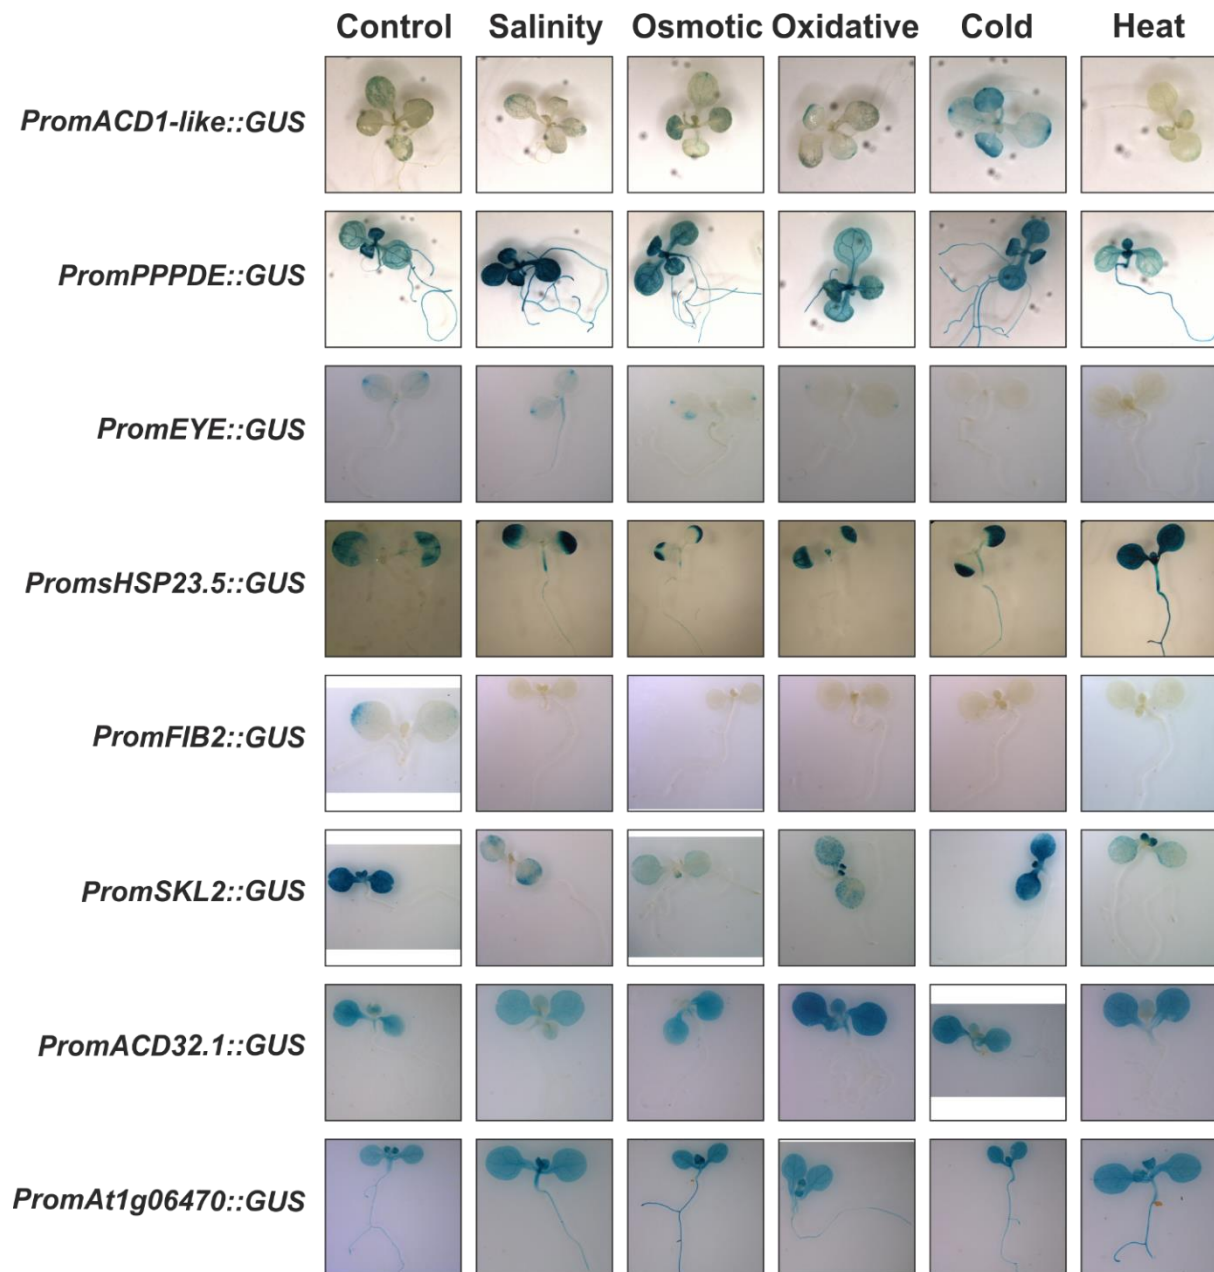 Control Salinity Osmotic Oxidative Cold Heat
PromACD1-like::GUS
PromPPPDE::GUS
PromEYE::GUS
PromsHSP23.5::GUS
PromFIB2::GUS
PromSKL2::GUS
PromACD32.1::GUS
PromAt1g06470::GUS